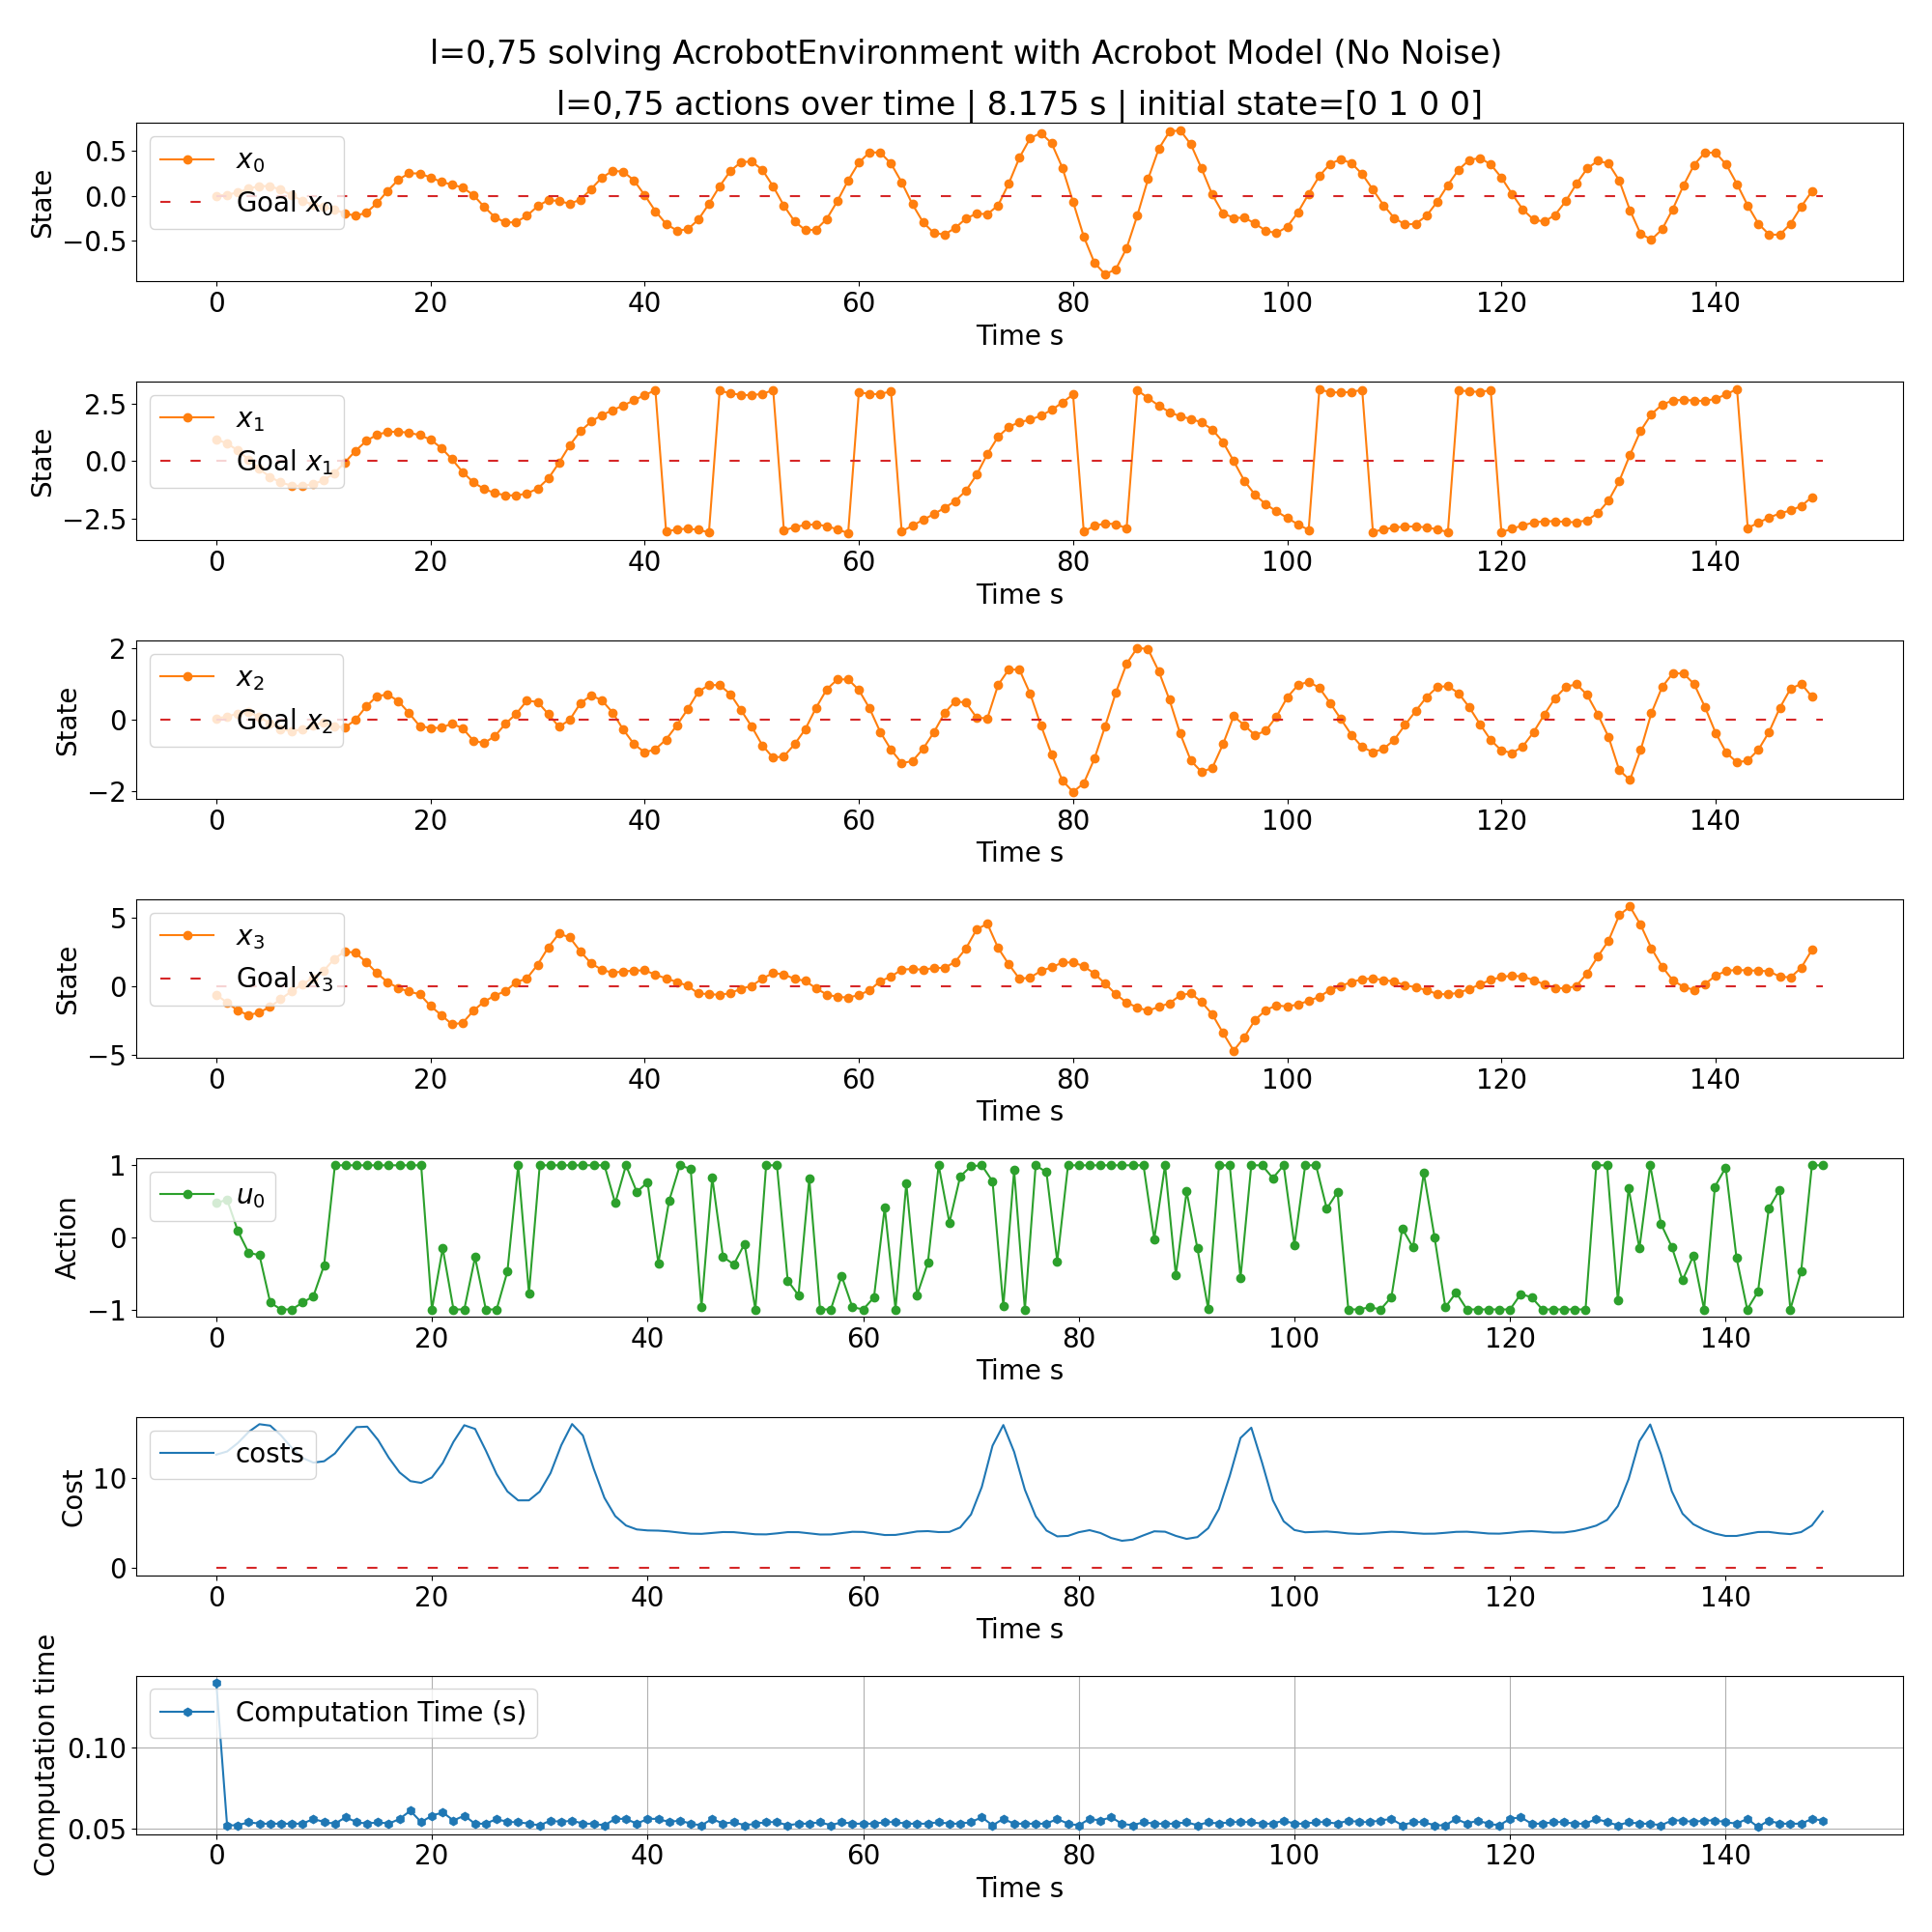 l=0,75 solving AcrobotEnvironment with Acrobot Model (No Noise)
l=0,75 actions over time | 8.175 s | initial state=[0 1 0 0]
State
0.5
0.0
−0.5
x₀
Goal x₀
0 20 40 60 80 100 120 140
Time s
State
2.5
0.0
−2.5
x₁
Goal x₁
0 20 40 60 80 100 120 140
Time s
State
2
0
−2
x₂
Goal x₂
0 20 40 60 80 100 120 140
Time s
State
5
0
−5
x₃
Goal x₃
0 20 40 60 80 100 120 140
Time s
Action
1
0
−1
u₀
0 20 40 60 80 100 120 140
Time s
Cost
10
0
costs
0 20 40 60 80 100 120 140
Time s
Computation time
0.10
0.05
Computation Time (s)
0 20 40 60 80 100 120 140
Time s